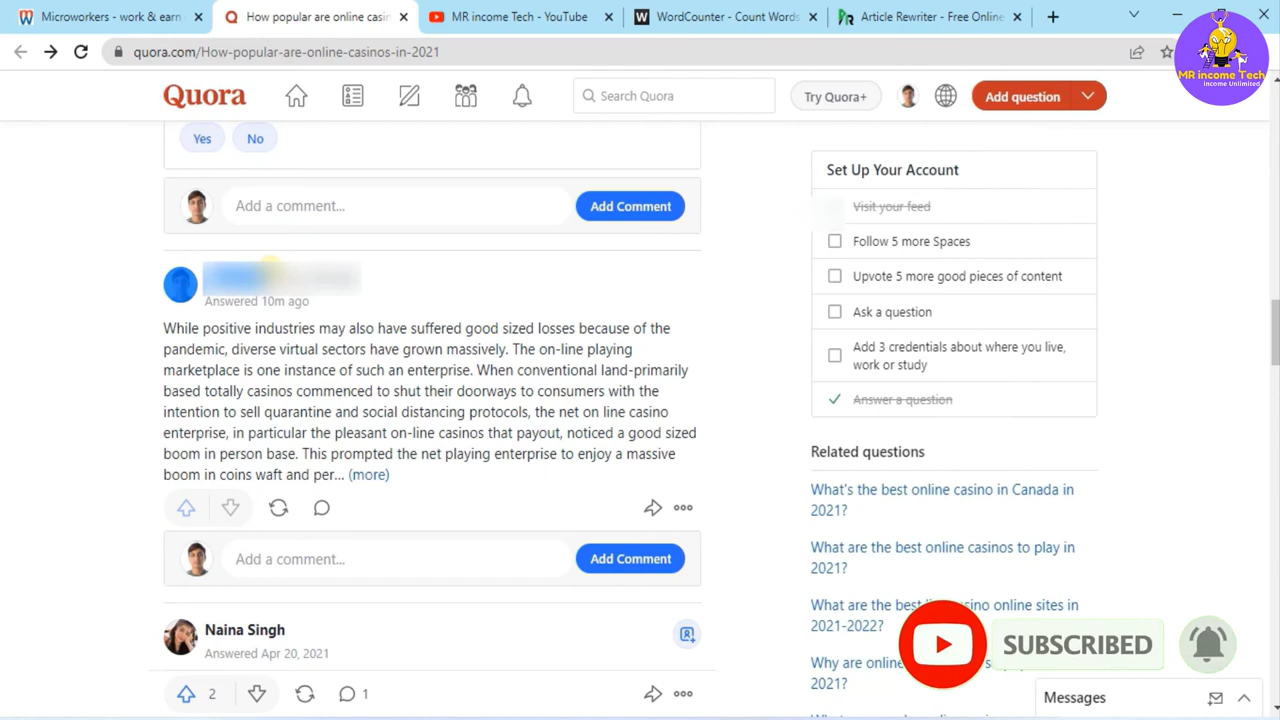 Microworkers - work & earn
How popular are online casin
MR income Tech - YouTube
WordCounter - Count Words
Article Rewriter - Free Online
quora.com/How-popular-are-online-casinos-in-2021
MR income Tech
Income Unlimited
Quora
Search Quora
Try Quora+
Add question
Yes
No
Add a comment...
Add Comment
Answered 10m ago
While positive industries may also have suffered good sized losses because of the
pandemic, diverse virtual sectors have grown massively. The on-line playing
marketplace is one instance of such an enterprise. When conventional land-primarily
based totally casinos commenced to shut their doorways to consumers with the
intention to sell quarantine and social distancing protocols, the net on line casino
enterprise, in particular the pleasant on-line casinos that payout, noticed a good sized
boom in person base. This prompted the net playing enterprise to enjoy a massive
boom in coins waft and per... (more)
Add a comment...
Add Comment
Naina Singh
Answered Apr 20, 2021
2
1
Set Up Your Account
Visit your feed
Follow 5 more Spaces
Upvote 5 more good pieces of content
Ask a question
Add 3 credentials about where you live,
work or study
Answer a question
Related questions
What's the best online casino in Canada in
2021?
What are the best online casinos to play in
2021?
What are the best casino online sites in
2021-2022?
Why are online
2021?
SUBSCRIBED
Messages